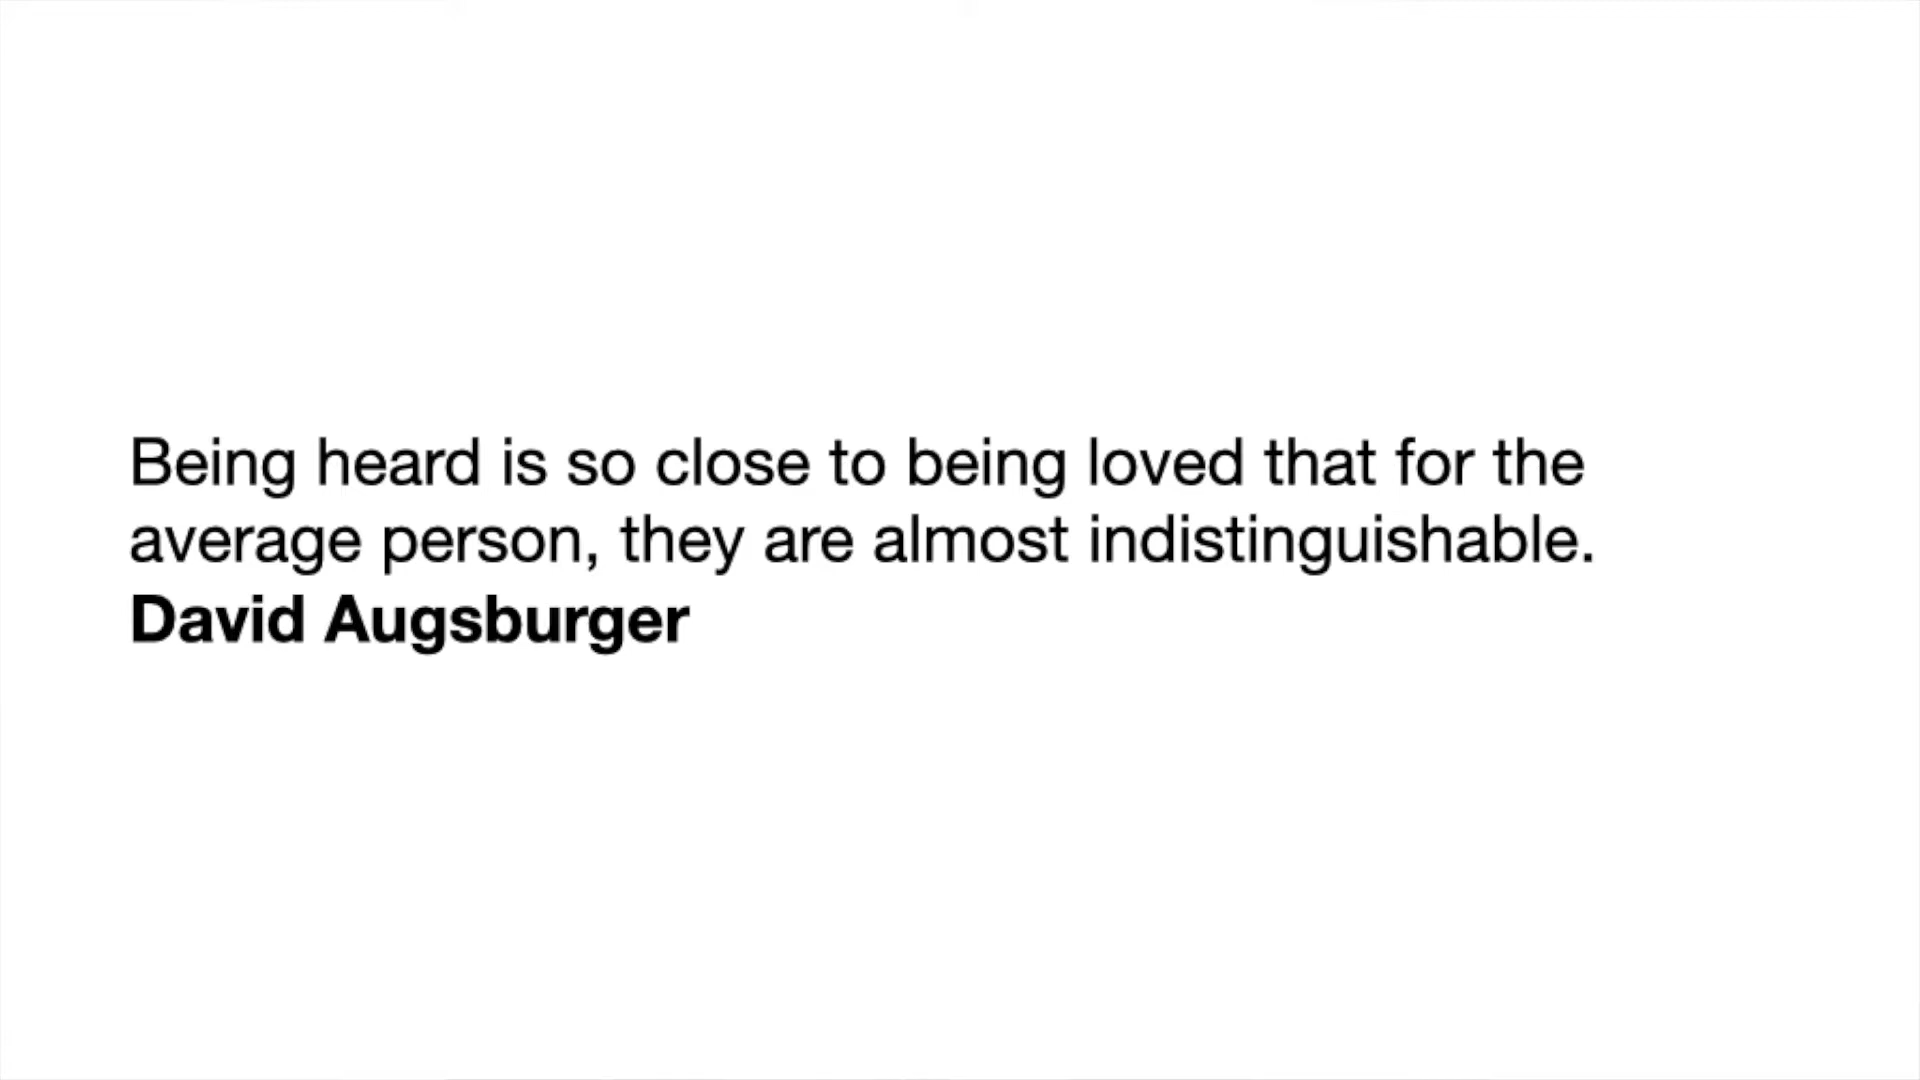 Being heard is so close to being loved that for the
average person, they are almost indistinguishable.
David Augsburger